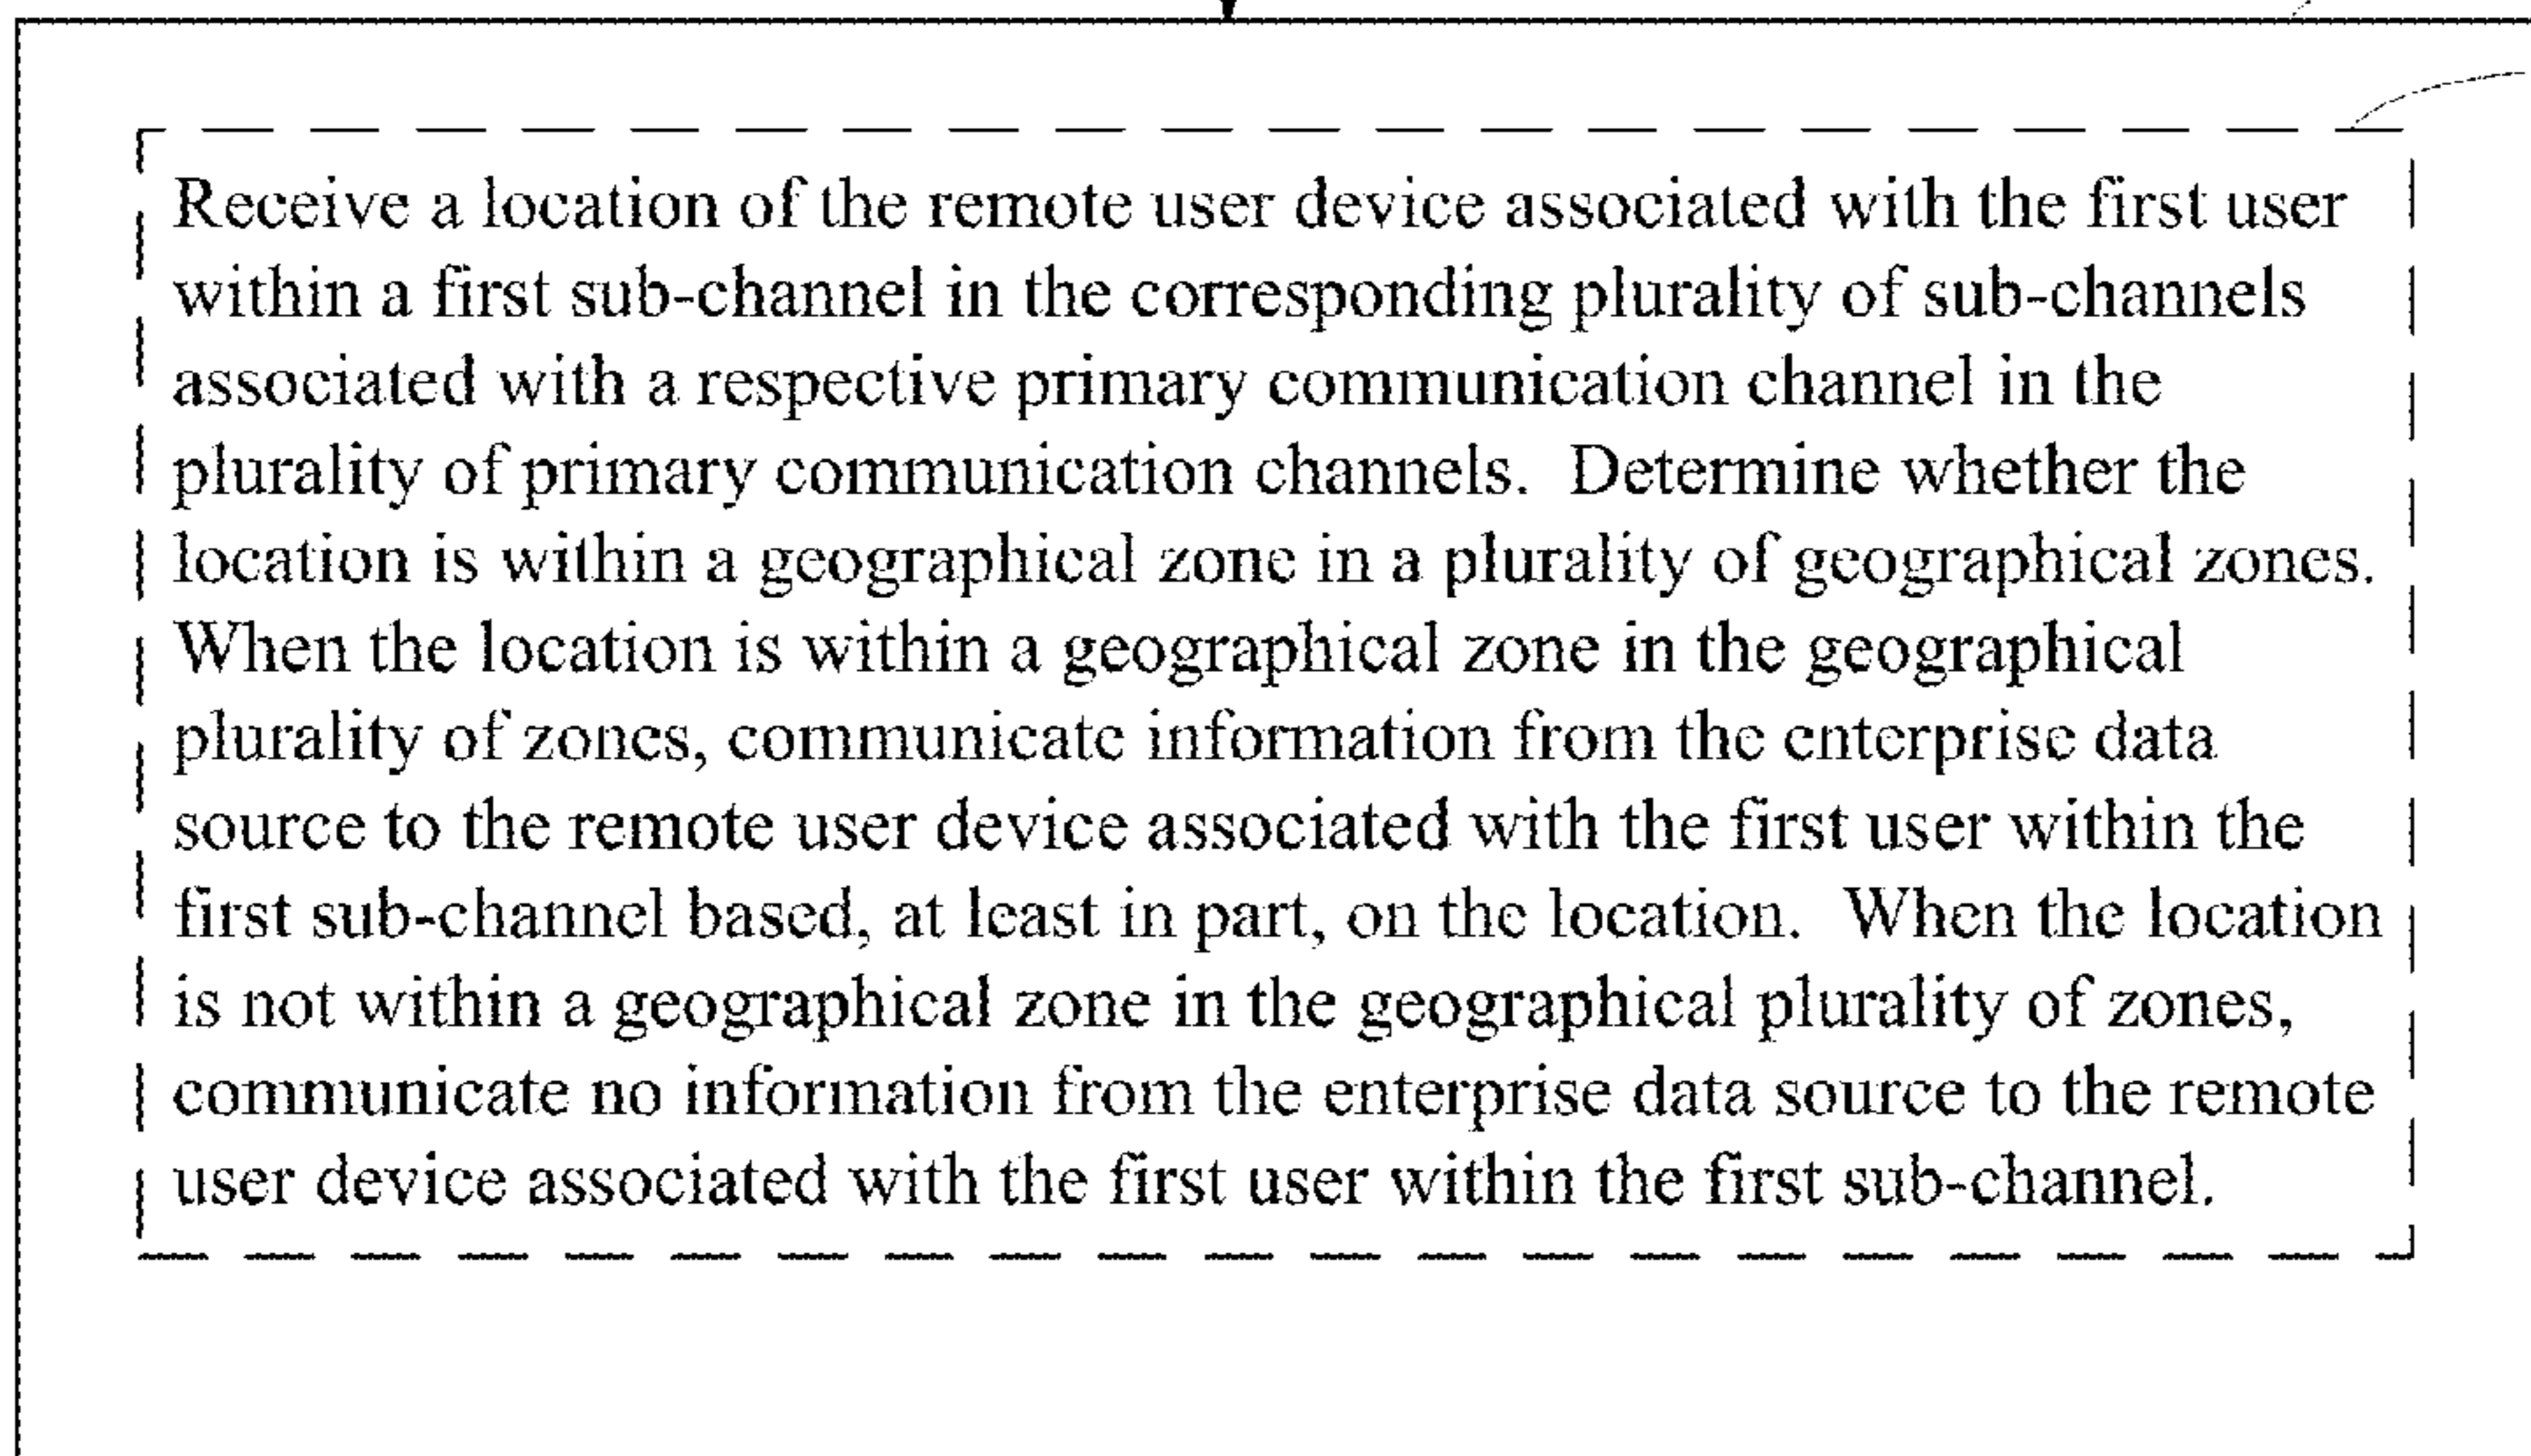 Receive a location of the remote user device associated with the first user
within a first sub-channel in the corresponding plurality of sub-channels
associated with a respective primary communication channel in the
plurality of primary communication channels.  Determine whether the
location is within a geographical zone in a plurality of geographical zones.
When the location is within a geographical zone in the geographical
plurality of zones, communicate information from the enterprise data
source to the remote user device associated with the first user within the
first sub-channel based, at least in part, on the location.  When the location
is not within a geographical zone in the geographical plurality of zones,
communicate no information from the enterprise data source to the remote
user device associated with the first user within the first sub-channel.